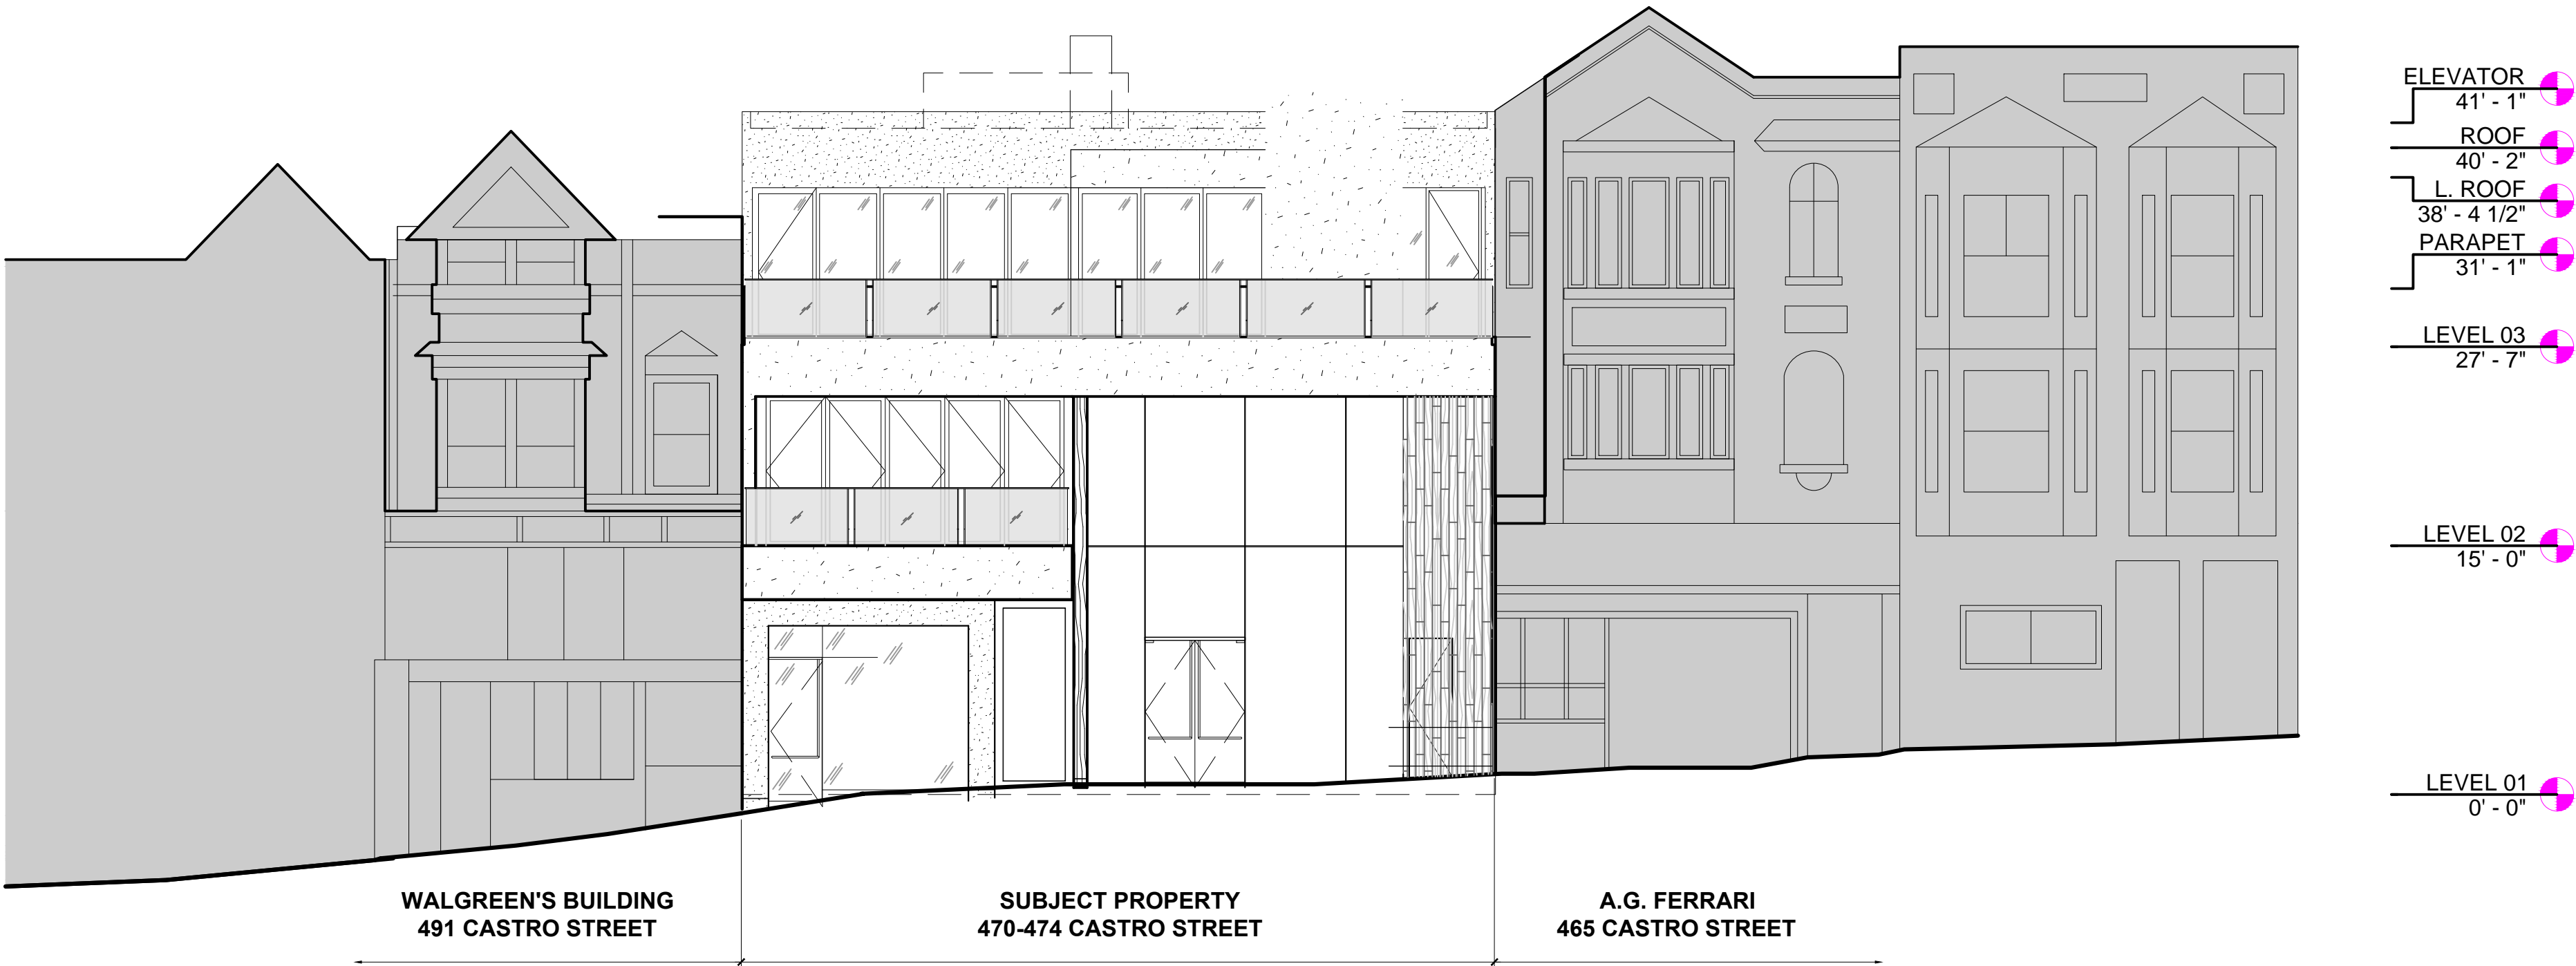 ELEVATOR
41' - 1"
ROOF
40' - 2"
L. ROOF
38' - 4 1/2"
PARAPET
31' - 1"
LEVEL 03
27' - 7"
LEVEL 02
15' - 0"
LEVEL 01
0' - 0"
WALGREEN'S BUILDING
491 CASTRO STREET
SUBJECT PROPERTY
470-474 CASTRO STREET
A.G. FERRARI
465 CASTRO STREET